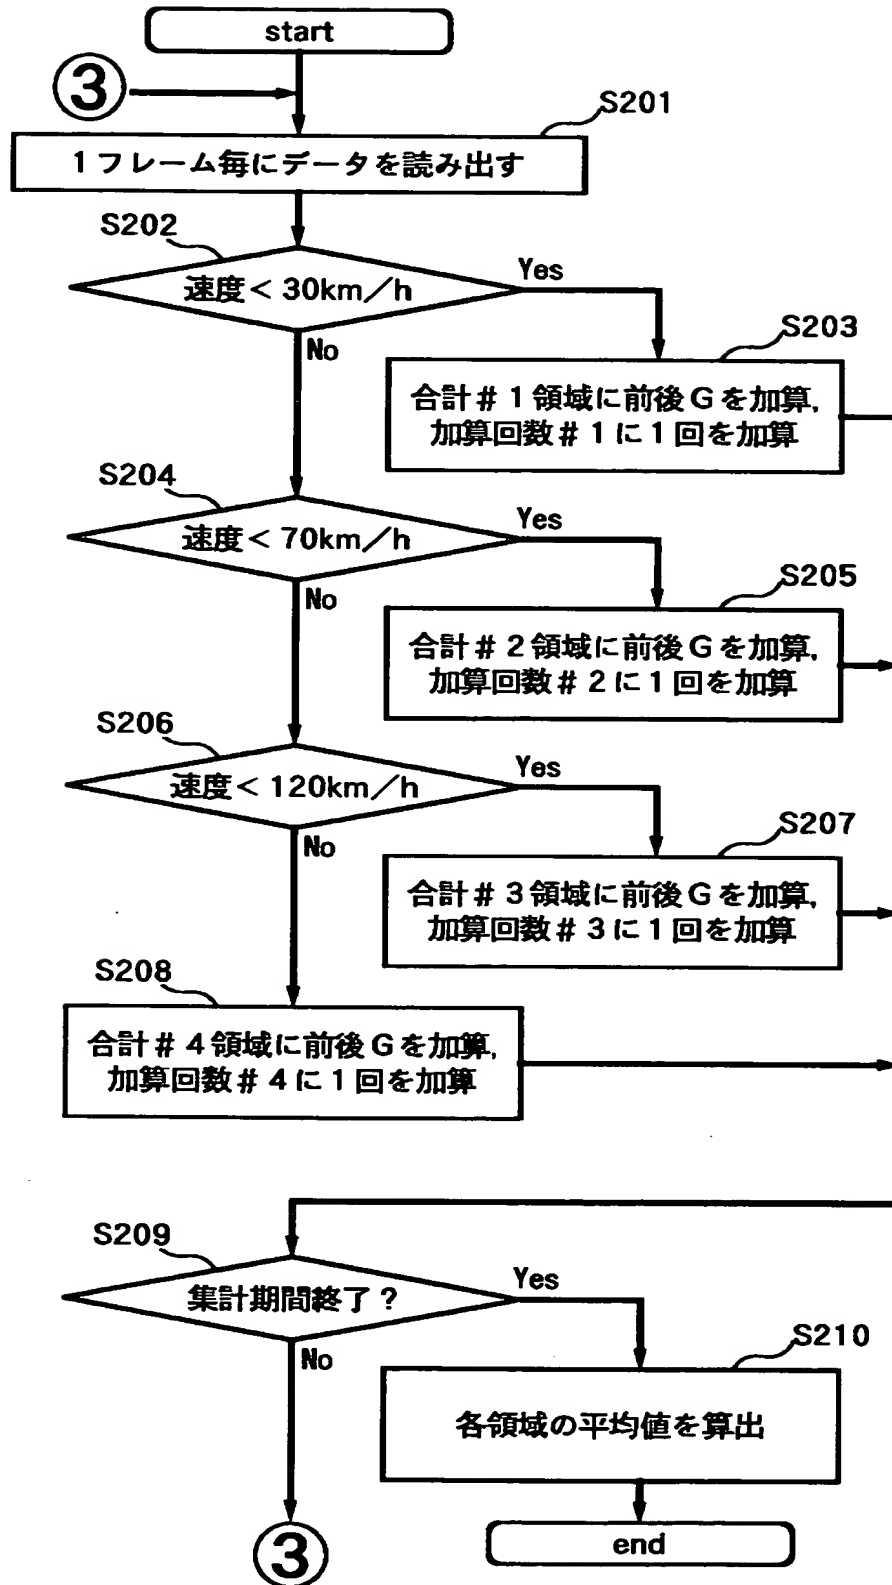 start
③
S201
1フレーム毎にデータを読み出す
S202
速度＜30km／h
Yes
No
S203
合計＃1領域に前後Gを加算,
加算回数＃1に1回を加算
S204
速度＜70km／h
Yes
No
S205
合計＃2領域に前後Gを加算,
加算回数＃2に1回を加算
S206
速度＜120km／h
Yes
No
S207
合計＃3領域に前後Gを加算,
加算回数＃3に1回を加算
S208
合計＃4領域に前後Gを加算,
加算回数＃4に1回を加算
S209
集計期間終了？
Yes
No
S210
各領域の平均値を算出
③
end